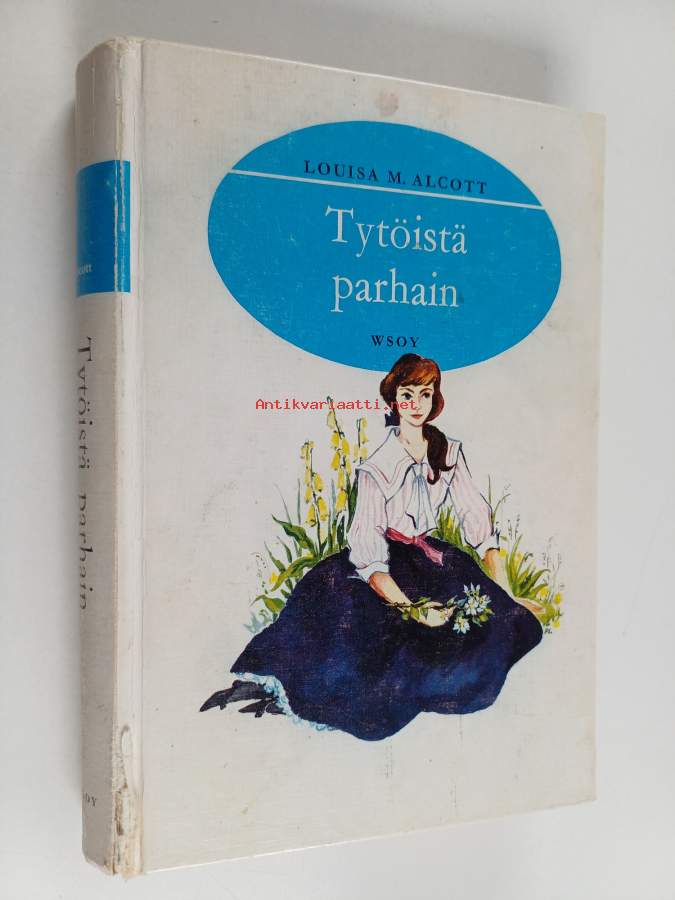 LOUISA M. ALCOTT
Tytöistä
parhain
WSOY
Antikvariaatti.net
Tytöistä parhain